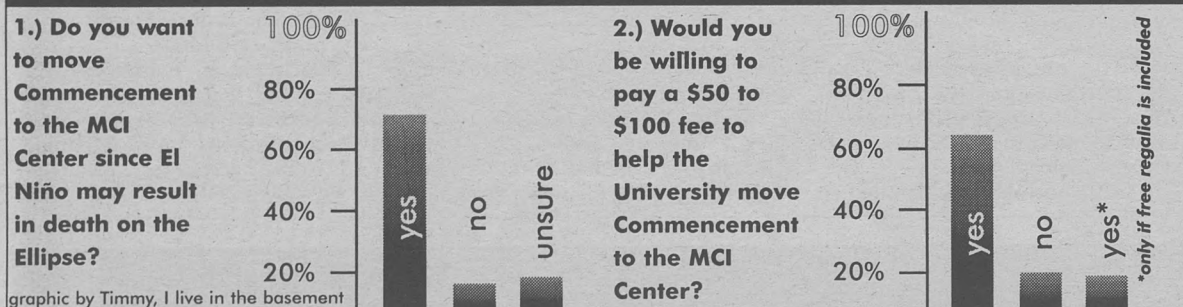 1.) Do you want
to move
Commencement
to the MCI
Center since El
Niño may result
in death on the
Ellipse?
100%
80%
60%
40%
20%
yes
no
unsure
graphic by Timmy, I live in the basement
2.) Would you
be willing to
pay a $50 to
$100 fee to
help the
University move
Commencement
to the MCI
Center?
100%
80%
60%
40%
20%
yes
no
yes*
*only if free regalia is included